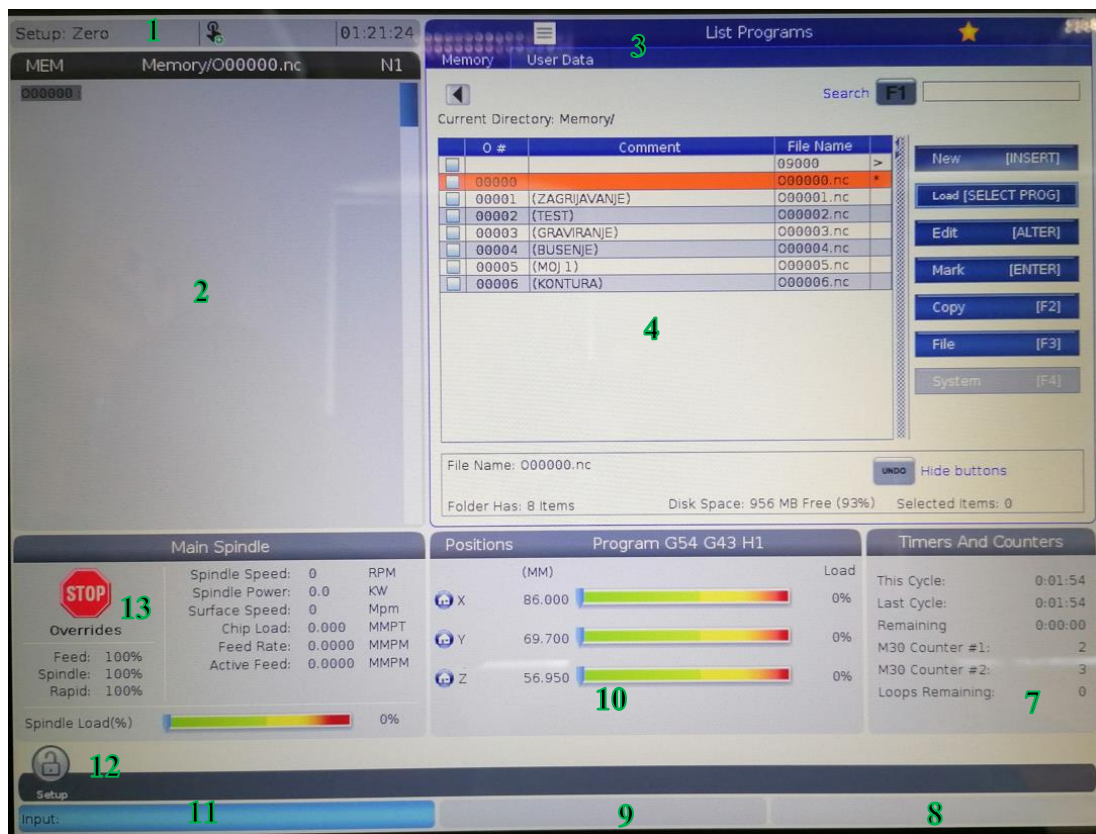 Setup: Zero 1 01:21:24
MEM Memory/O00000.nc N1
O00000
2
List Programs
3
Memory User Data
Search F1
Current Directory: Memory/
O # Comment File Name
09000 >
00000 O00000.nc *
00001 (ZAGRIJAVANJE) O00001.nc
00002 (TEST) O00002.nc
00003 (GRAVIRANJE) O00003.nc
00004 (BUSENJE) O00004.nc
00005 (MOJ 1) O00005.nc
00006 (KONTURA) O00006.nc
4
New [INSERT]
Load [SELECT PROG]
Edit [ALTER]
Mark [ENTER]
Copy [F2]
File [F3]
System [F4]
File Name: O00000.nc
UNDO Hide buttons
Folder Has: 8 Items Disk Space: 956 MB Free (93%) Selected Items: 0
Main Spindle
STOP 13
Overrides
Feed: 100%
Spindle: 100%
Rapid: 100%
Spindle Speed: 0 RPM
Spindle Power: 0.0 KW
Surface Speed: 0 Mpm
Chip Load: 0.000 MMPT
Feed Rate: 0.0000 MMPM
Active Feed: 0.0000 MMPM
Spindle Load(%) 0%
Positions Program G54 G43 H1
(MM) Load
X 86.000 0%
Y 69.700 0%
Z 56.950 0%
10
Timers And Counters
This Cycle: 0:01:54
Last Cycle: 0:01:54
Remaining 0:00:00
M30 Counter #1: 2
M30 Counter #2: 3
Loops Remaining: 0
7
12
Setup
Input: 11 9 8